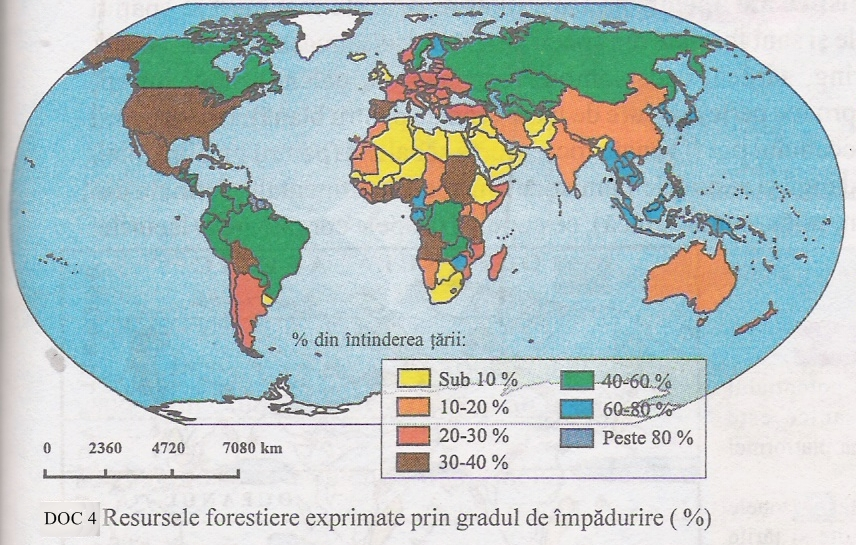 % din întinderea țării:
Sub 10 %
10-20 %
20-30 %
30-40 %
40-60 %
60-80 %
Peste 80 %
0 2360 4720 7080 km
DOC 4 Resursele forestiere exprimate prin gradul de împădurire ( %)